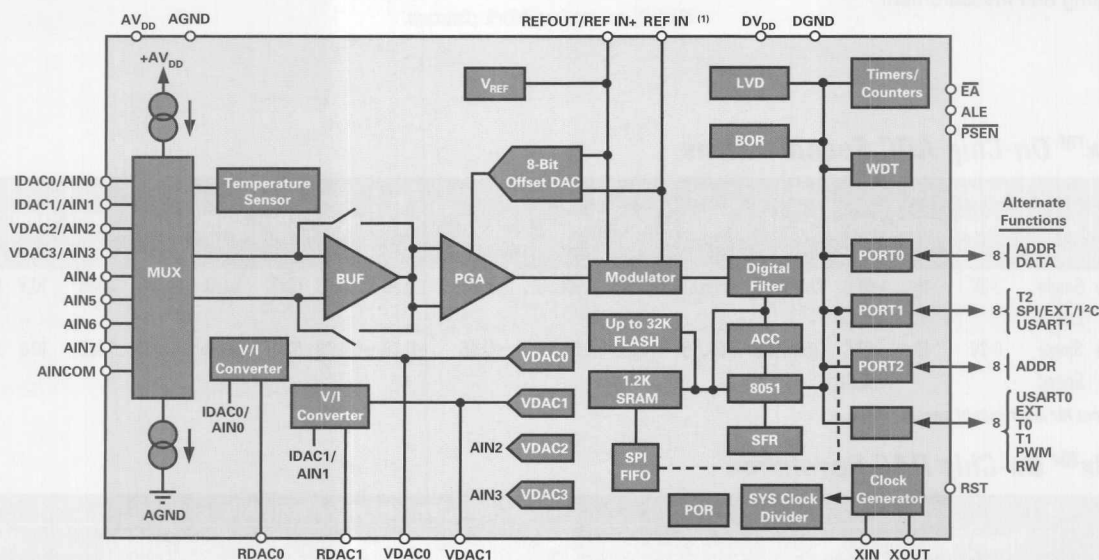 AVDD AGND REFOUT/REF IN+ REF IN (1) DVDD DGND
+AVDD
VREF
LVD
Timers/
Counters
EA
ALE
PSEN
BOR
8-Bit
Offset DAC
WDT
IDAC0/AIN0
IDAC1/AIN1
VDAC2/AIN2
VDAC3/AIN3
AIN4
AIN5
AIN6
AIN7
AINCOM
MUX
Temperature
Sensor
BUF
PGA
Modulator
Digital
Filter
Alternate
Functions
PORT0
8
ADDR
DATA
PORT1
8
T2
SPI/EXT/I²C
USART1
Up to 32K
FLASH
ACC
V/I
Converter
VDAC0
PORT2
8
ADDR
1.2K
SRAM
8051
V/I
Converter
VDAC1
IDAC0/
AIN0
IDAC1/
AIN1
8
USART0
EXT
T0
T1
PWM
RW
AIN2
VDAC2
SFR
SPI
FIFO
AIN3
VDAC3
POR
SYS Clock
Divider
Clock
Generator
RST
AGND
RDAC0 RDAC1 VDAC0 VDAC1 XIN XOUT